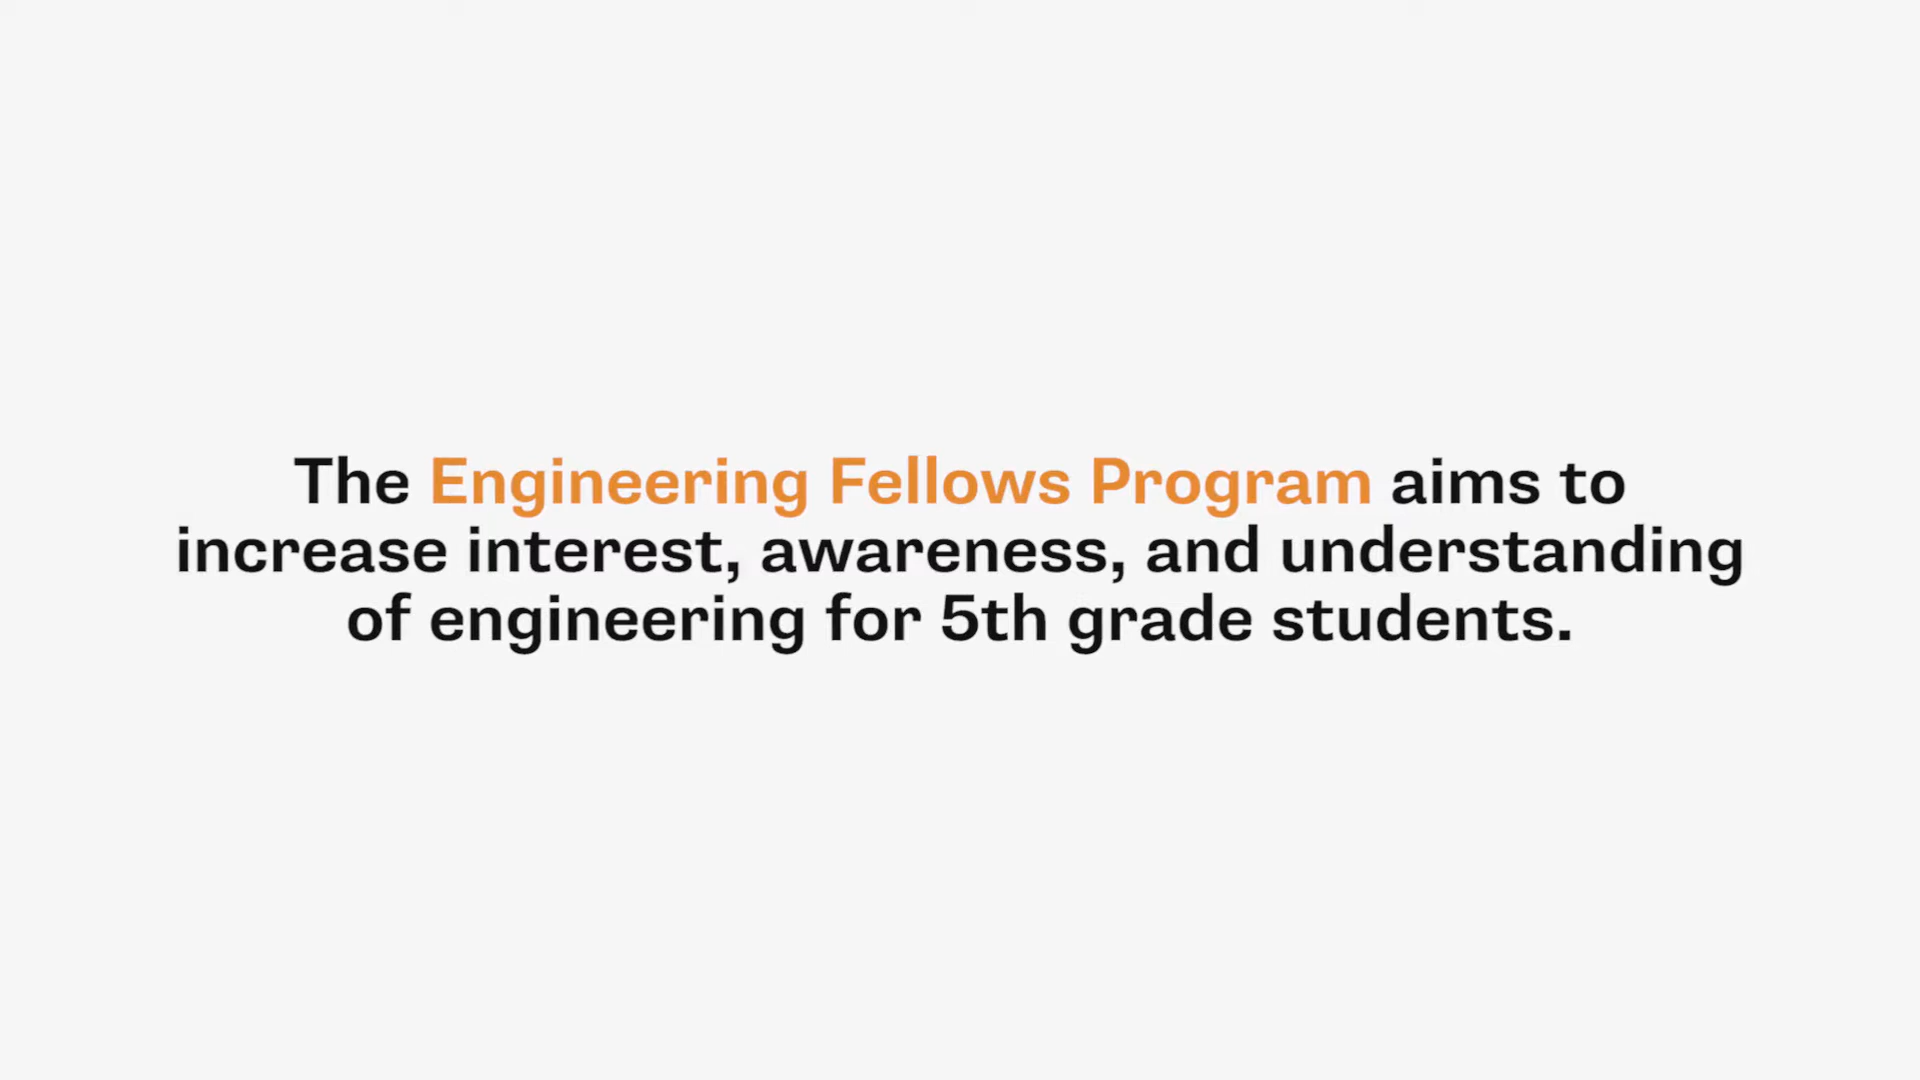 The Engineering Fellows Program aims to
increase interest, awareness, and understanding
of engineering for 5th grade students.